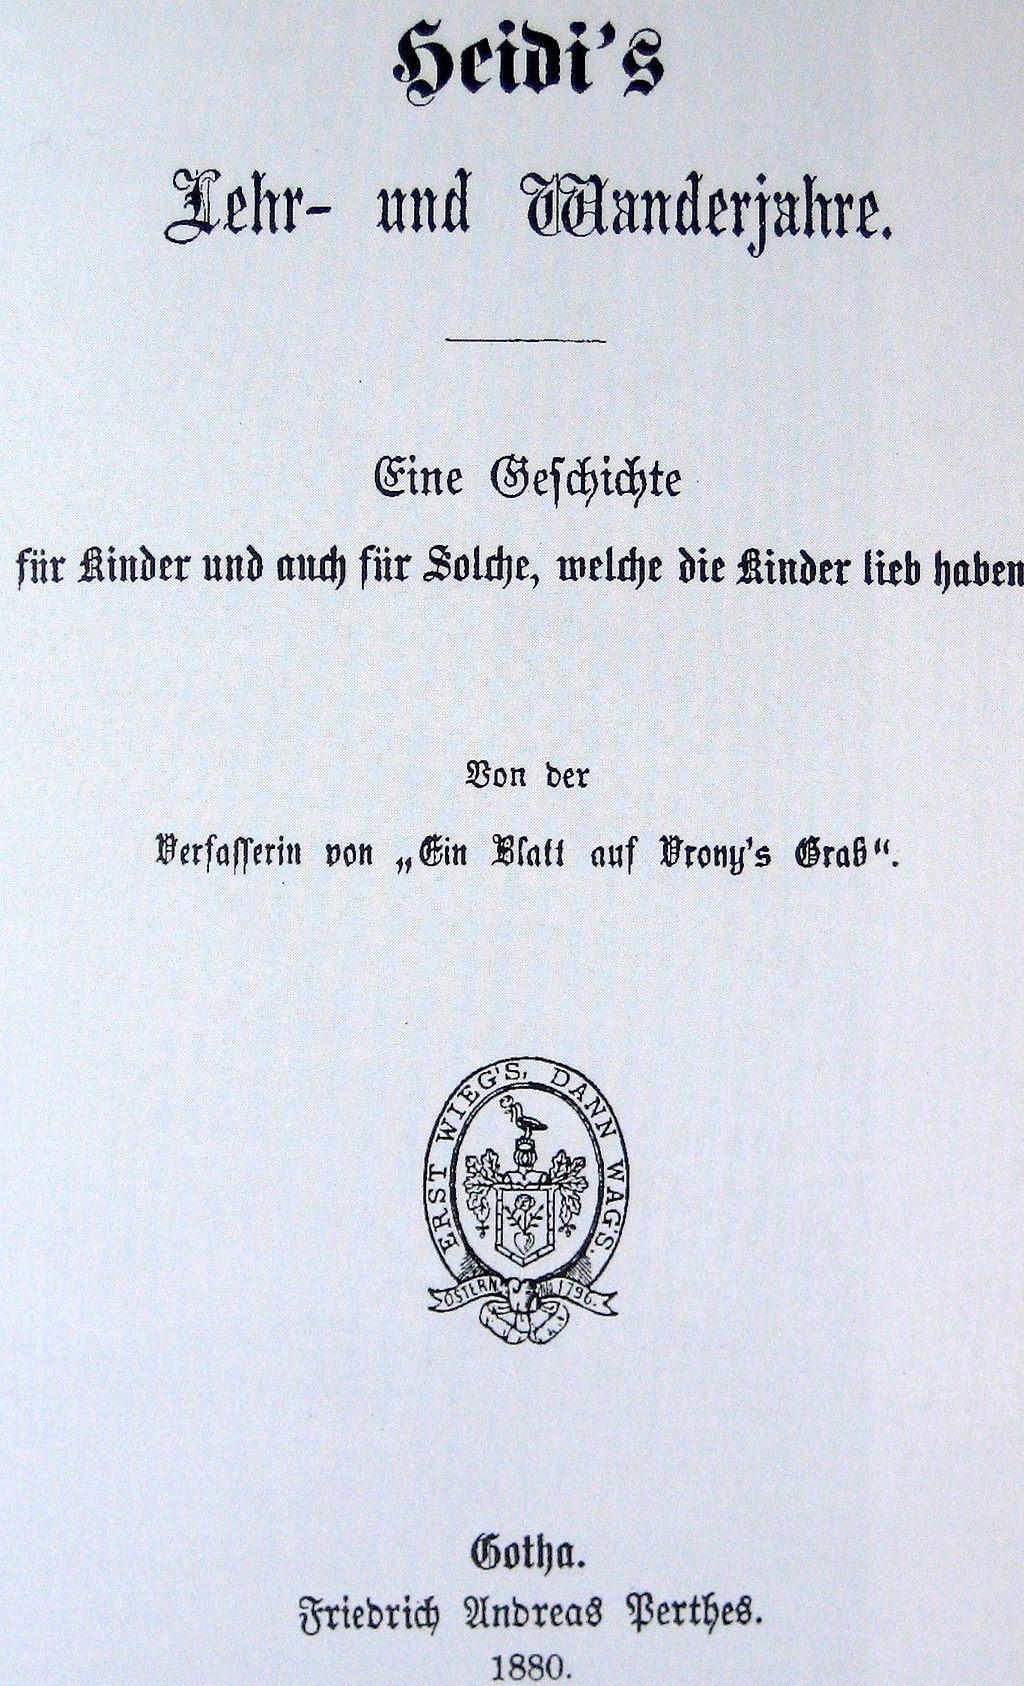 Heidi's
Lehr- und Wanderjahre.
Eine Geschichte
für Kinder und auch für Solche, welche die Kinder lieb haben
Von der
Verfasserin von „Ein Blatt auf Vrony's Grab“.
ERST WIEG'S, DANN WAG'S.
OSTERN 1796.
Gotha.
Friedrich Andreas Perthes.
1880.